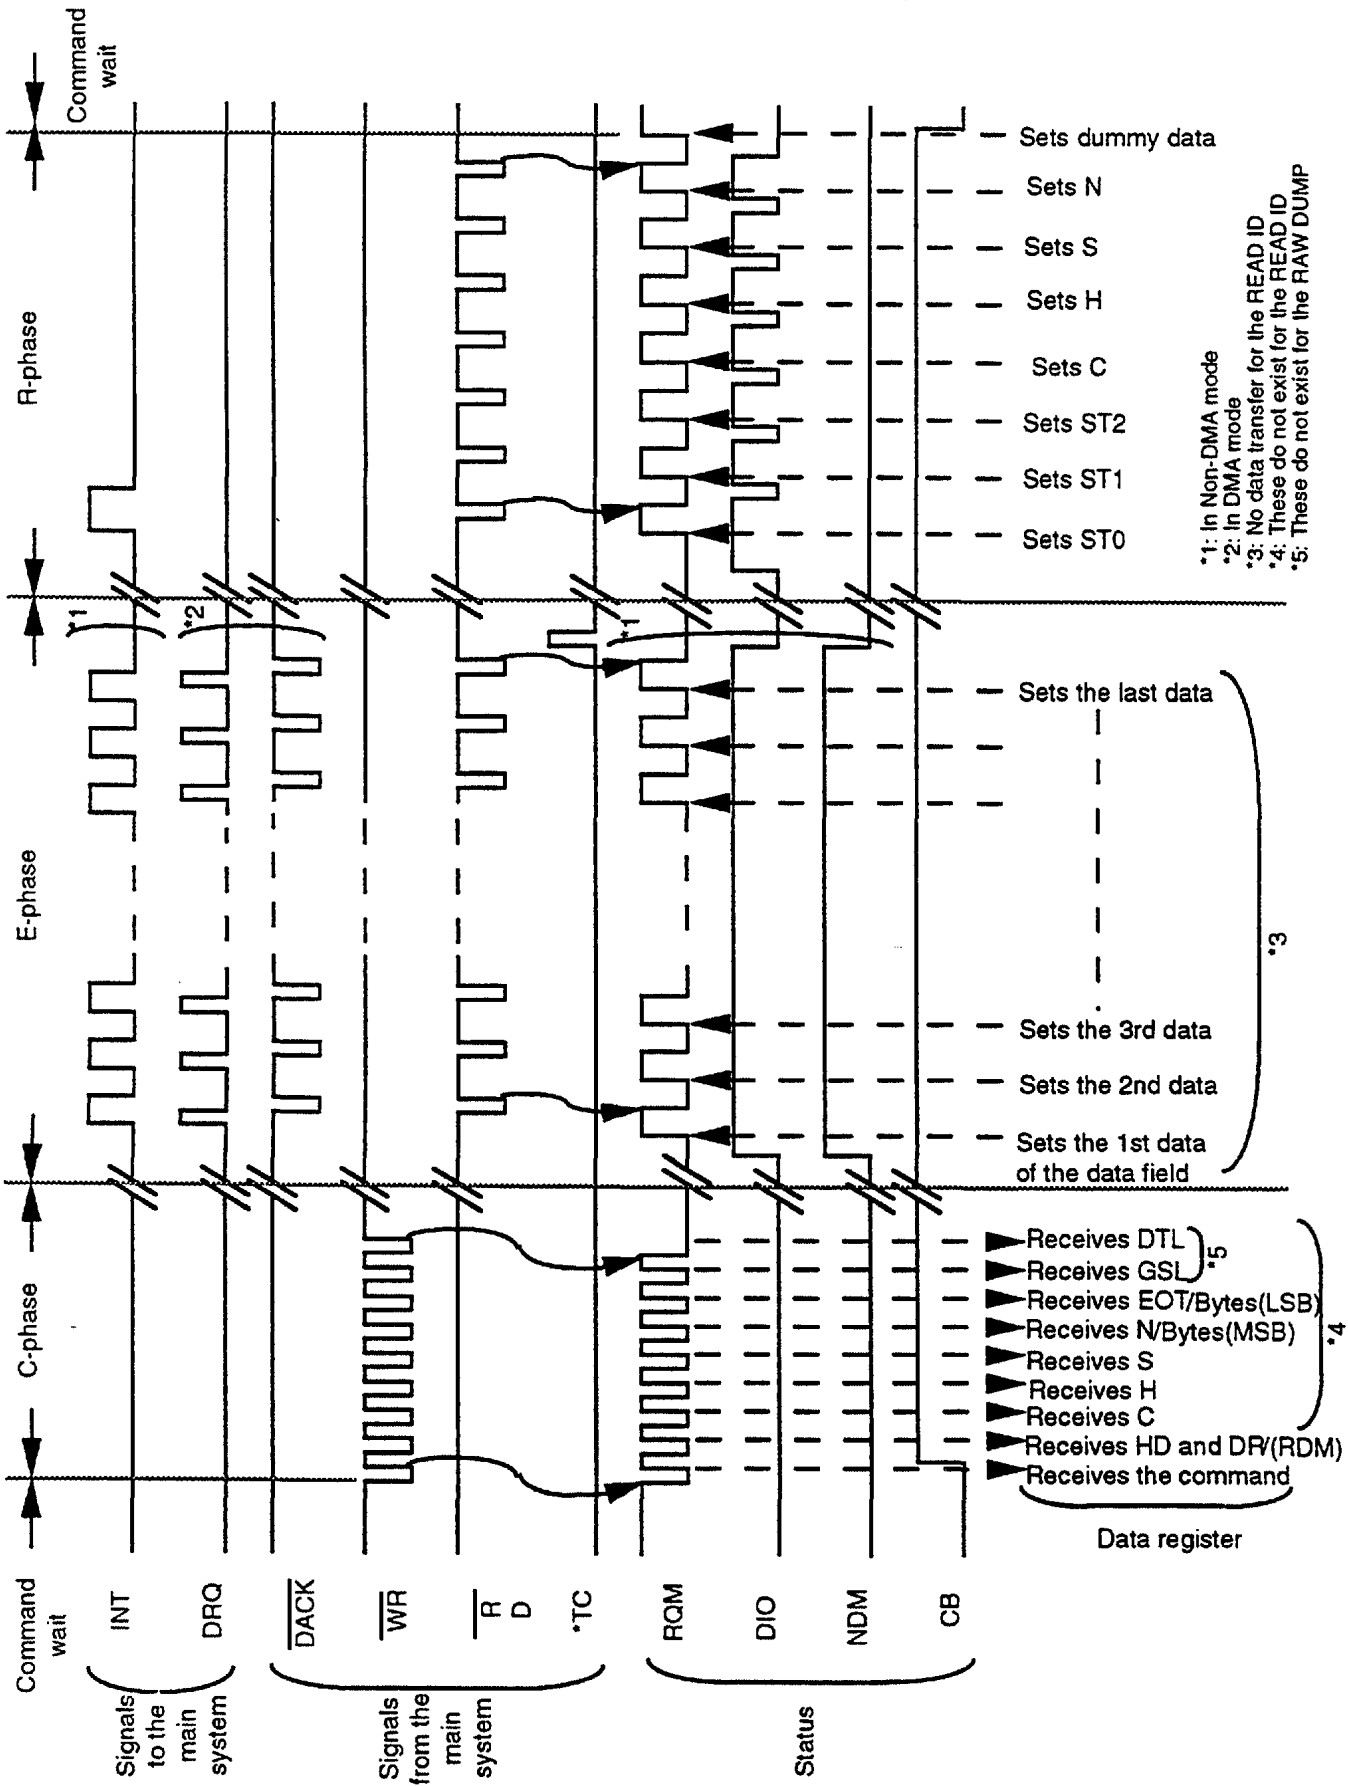 Command
wait
C-phase
E-phase
R-phase
Command
wait
Signals
to the
main
system
INT
DRQ
Signals
from the
main
system
DACK
WR
R
D
*TC
Status
RQM
DIO
NDM
CB
*1
*2
*1
Receives the command
Receives HD and DR/(RDM)
Receives C
Receives H
Receives S
Receives N/Bytes(MSB)
Receives EOT/Bytes(LSB)
Receives GSL
Receives DTL
*5
*4
Data register
Sets the 1st data
of the data field
Sets the 2nd data
Sets the 3rd data
Sets the last data
*3
Sets ST0
Sets ST1
Sets ST2
Sets C
Sets H
Sets S
Sets N
Sets dummy data
*1: In Non-DMA mode
*2: In DMA mode
*3: No data transfer for the READ ID
*4: These do not exist for the READ ID
*5: These do not exist for the RAW DUMP